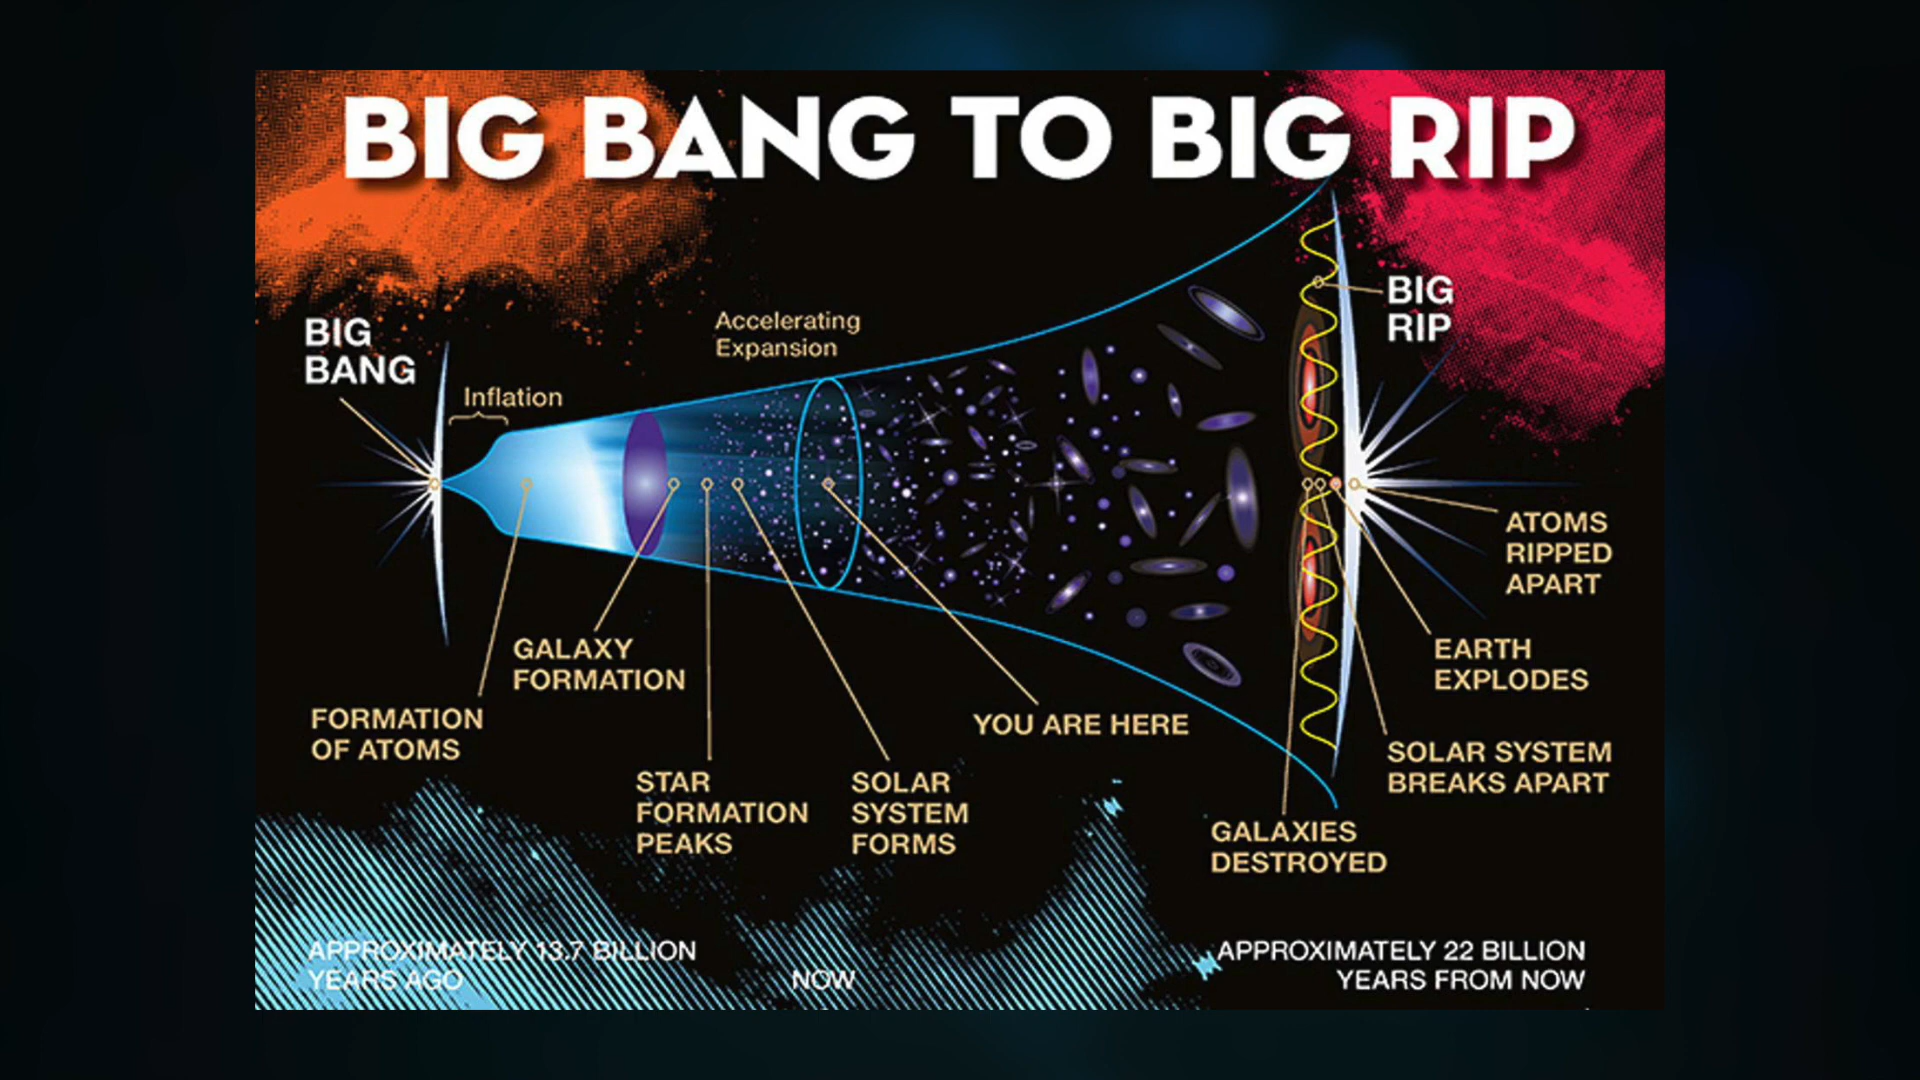 BIG BANG TO BIG RIP
BIG
BANG
Inflation
Accelerating
Expansion
BIG
RIP
FORMATION
OF ATOMS
GALAXY
FORMATION
STAR
FORMATION
PEAKS
SOLAR
SYSTEM
FORMS
YOU ARE HERE
GALAXIES
DESTROYED
SOLAR SYSTEM
BREAKS APART
EARTH
EXPLODES
ATOMS
RIPPED
APART
APPROXIMATELY 13.7 BILLION
YEARS AGO
NOW
APPROXIMATELY 22 BILLION
YEARS FROM NOW